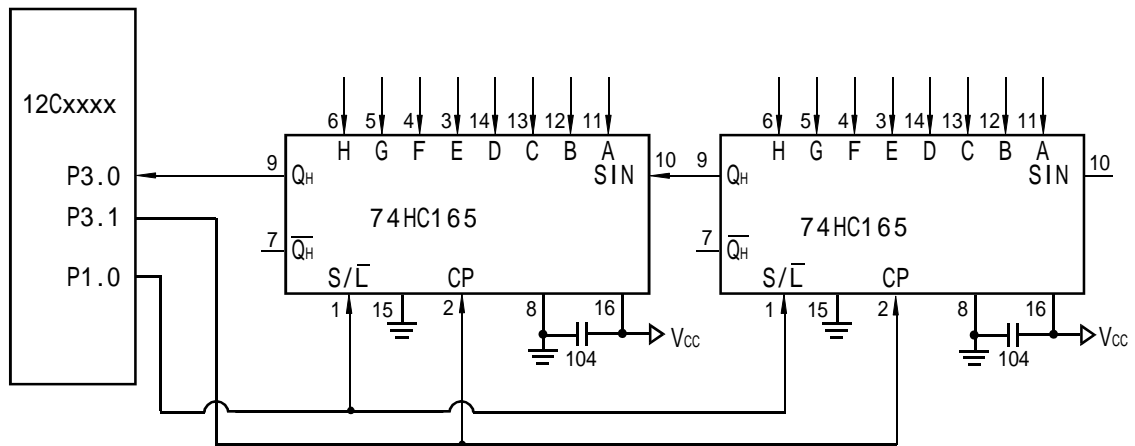 12Cxxxx
P3.0
P3.1
P1.0
6 5 4 3 14 13 12 11
H G F E D C B A
9 QH SIN 10
74HC165
7 Q̅H̅
S/L̅ CP
1 15 2 8 16
104
VCC
6 5 4 3 14 13 12 11
H G F E D C B A
9 QH SIN 10
74HC165
7 Q̅H̅
S/L̅ CP
1 15 2 8 16
104
VCC